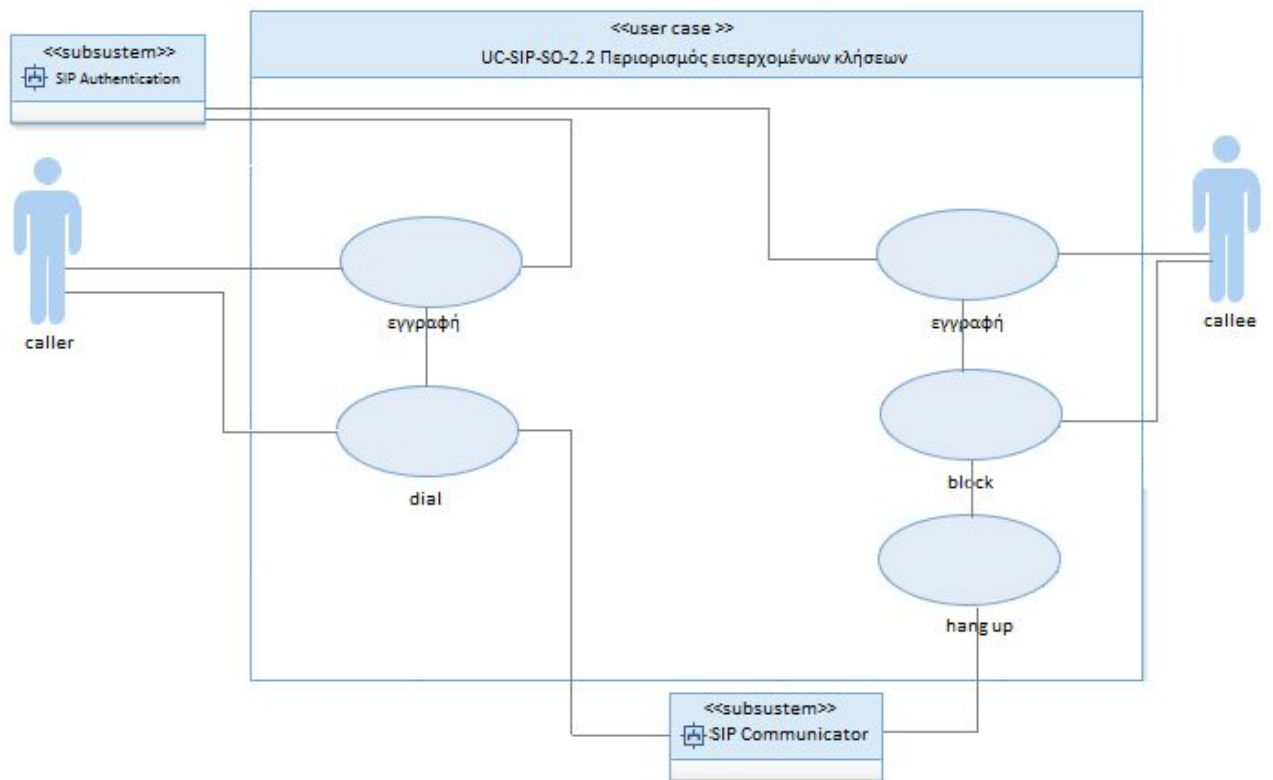 <<user case >>
UC-SIP-SO-2.2 Περιορισμός εισερχομένων κλήσεων
<<subsustem>>
SIP Authentication
caller
εγγραφή
εγγραφή
callee
dial
block
hang up
<<subsustem>>
:SIP Communicator